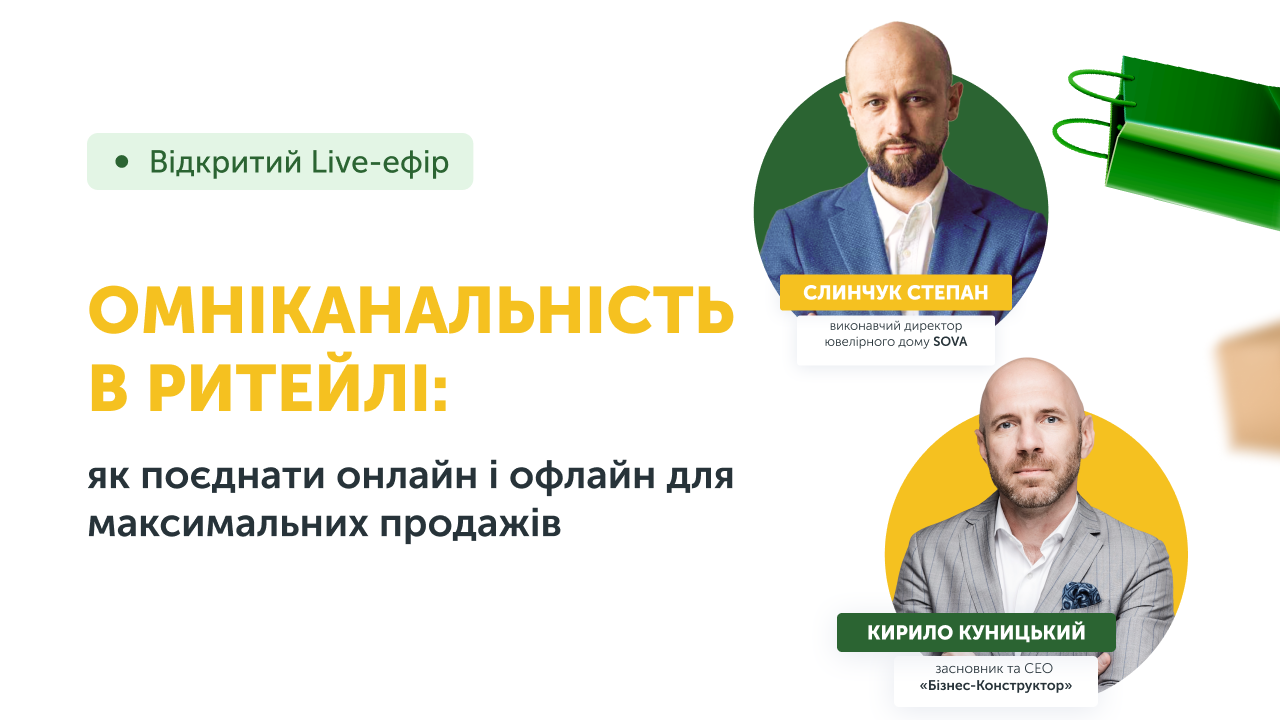 Відкритий Live-ефір
ОМНІКАНАЛЬНІСТЬ
В РИТЕЙЛІ:
як поєднати онлайн і офлайн для
максимальних продажів
СЛИНЧУК СТЕПАН
виконавчий директор
ювелірного дому SOVA
КИРИЛО КУНИЦЬКИЙ
засновник та СЕО
«Бізнес-Конструктор»